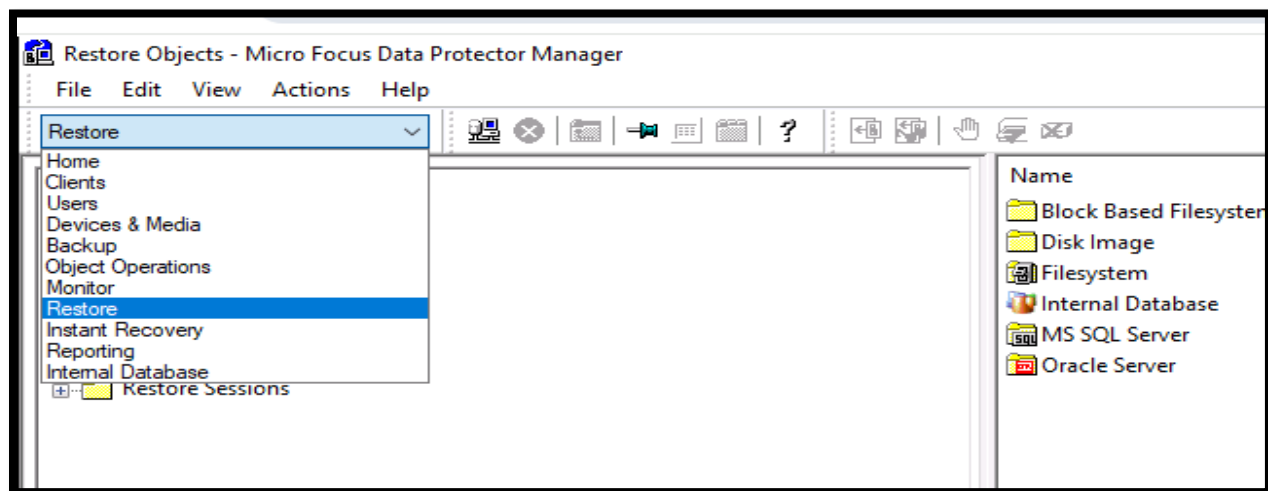 Restore Objects - Micro Focus Data Protector Manager
File Edit View Actions Help
Restore
Home
Clients
Users
Devices & Media
Backup
Object Operations
Monitor
Restore
Instant Recovery
Reporting
Internal Database
Restore Sessions
Name
Block Based Filesystem
Disk Image
Filesystem
Internal Database
MS SQL Server
Oracle Server